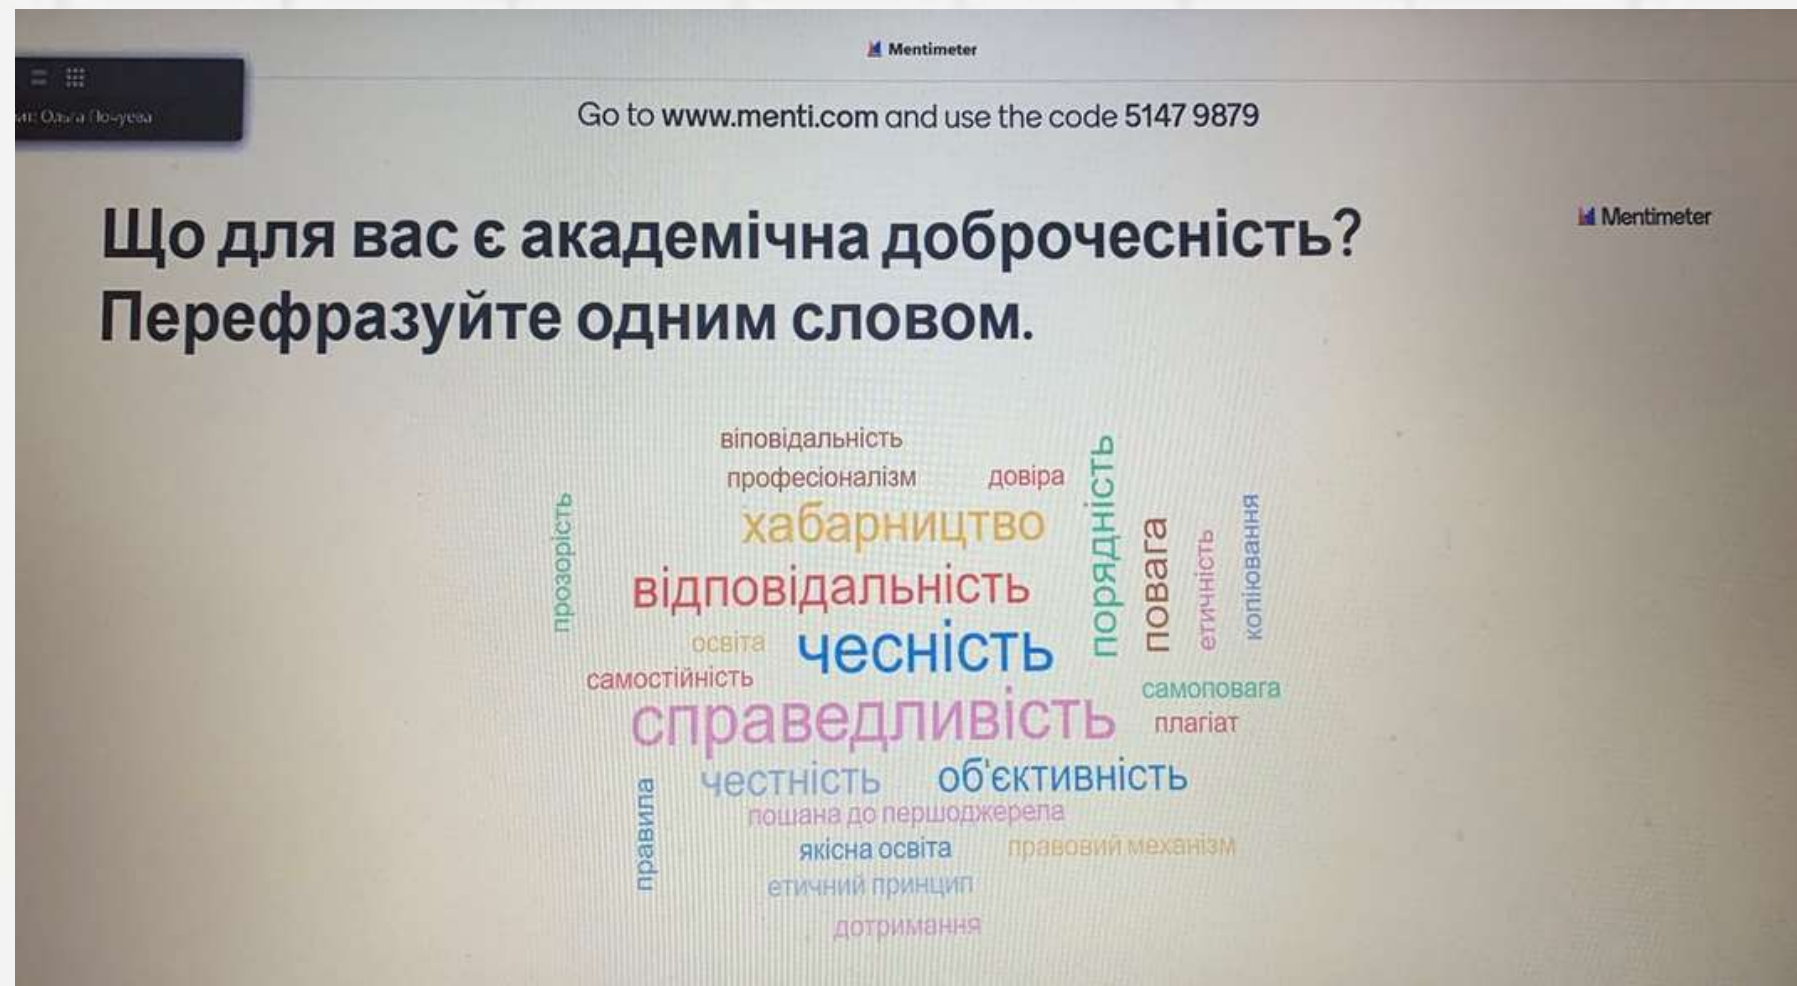 Mentimeter
Ольга
Go to www.menti.com and use the code 5147 9879
Що для вас є академічна доброчесність?
Перефразуйте одним словом.
Mentimeter
віповідальність
професіоналізм
довіра
хабарництво
прозорість
порядність
повага
етичність
копіювання
відповідальність
освіта
чесність
самостійність
самоповага
справедливість
плагіат
честність
об'єктивність
правила
пошана до першоджерела
якісна освіта
правовий механізм
етичний принцип
дотримання